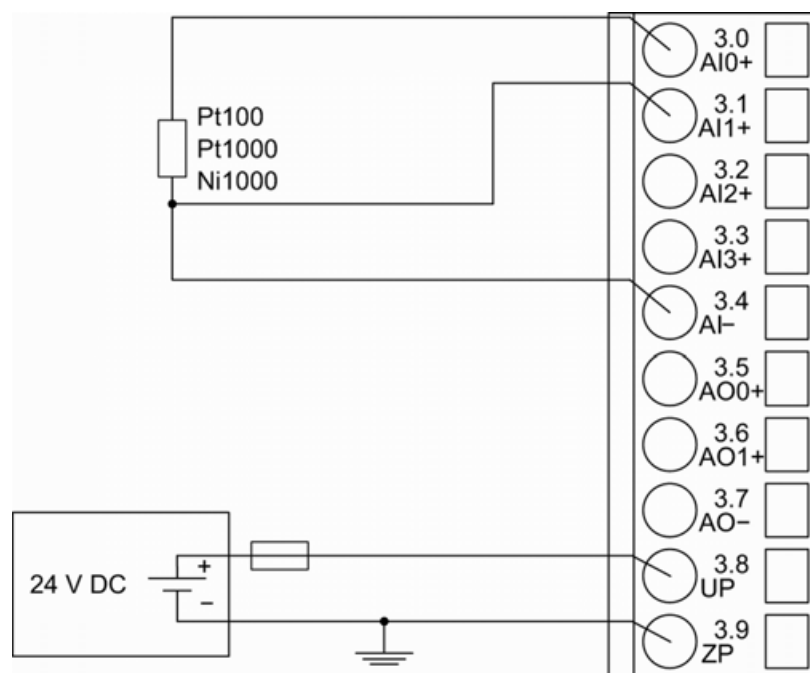 3.0
AI0+
3.1
AI1+
3.2
AI2+
3.3
AI3+
3.4
AI–
3.5
AO0+
3.6
AO1+
3.7
AO–
3.8
UP
3.9
ZP
Pt100
Pt1000
Ni1000
24 V DC
+
–